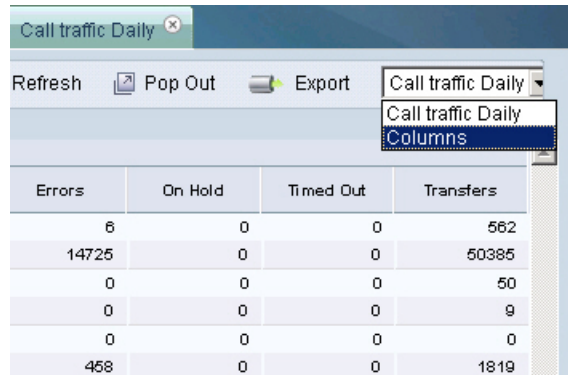 Call traffic Daily
Refresh Pop Out Export Call traffic Daily
Call traffic Daily
Columns
Errors On Hold Timed Out Transfers
6 0 0 562
14725 0 0 50385
0 0 0 50
0 0 0 9
0 0 0 0
458 0 0 1819